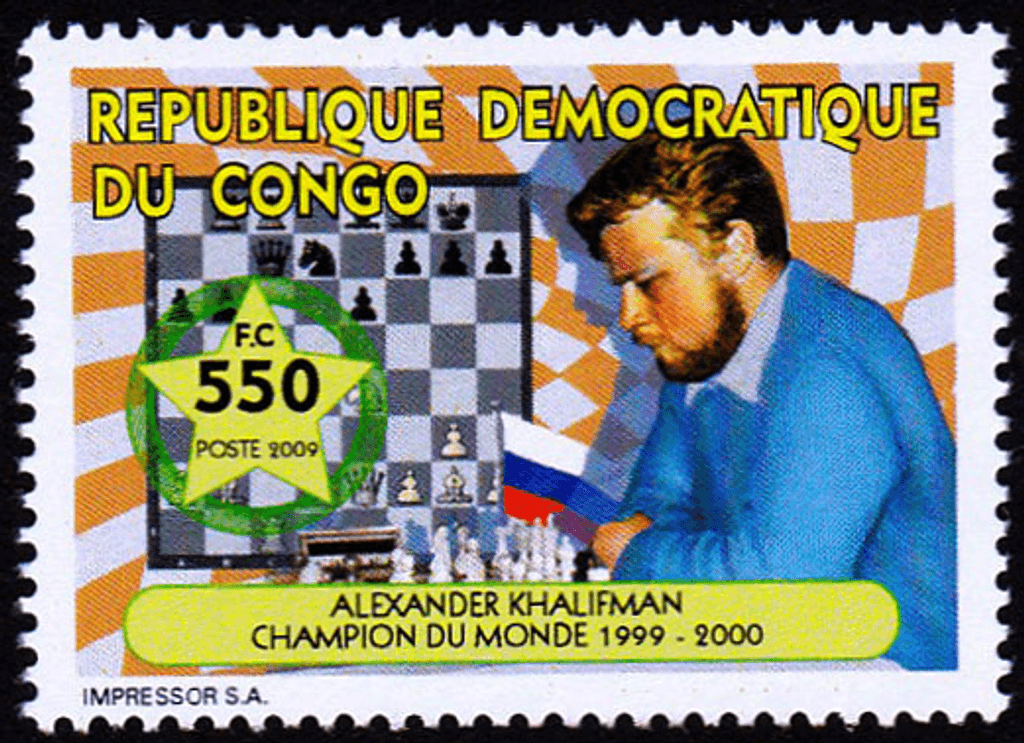 REPUBLIQUE DEMOCRATIQUE
DU CONGO
F.C
550
POSTE 2009
ALEXANDER KHALIFMAN
CHAMPION DU MONDE 1999 - 2000
IMPRESSOR S.A.